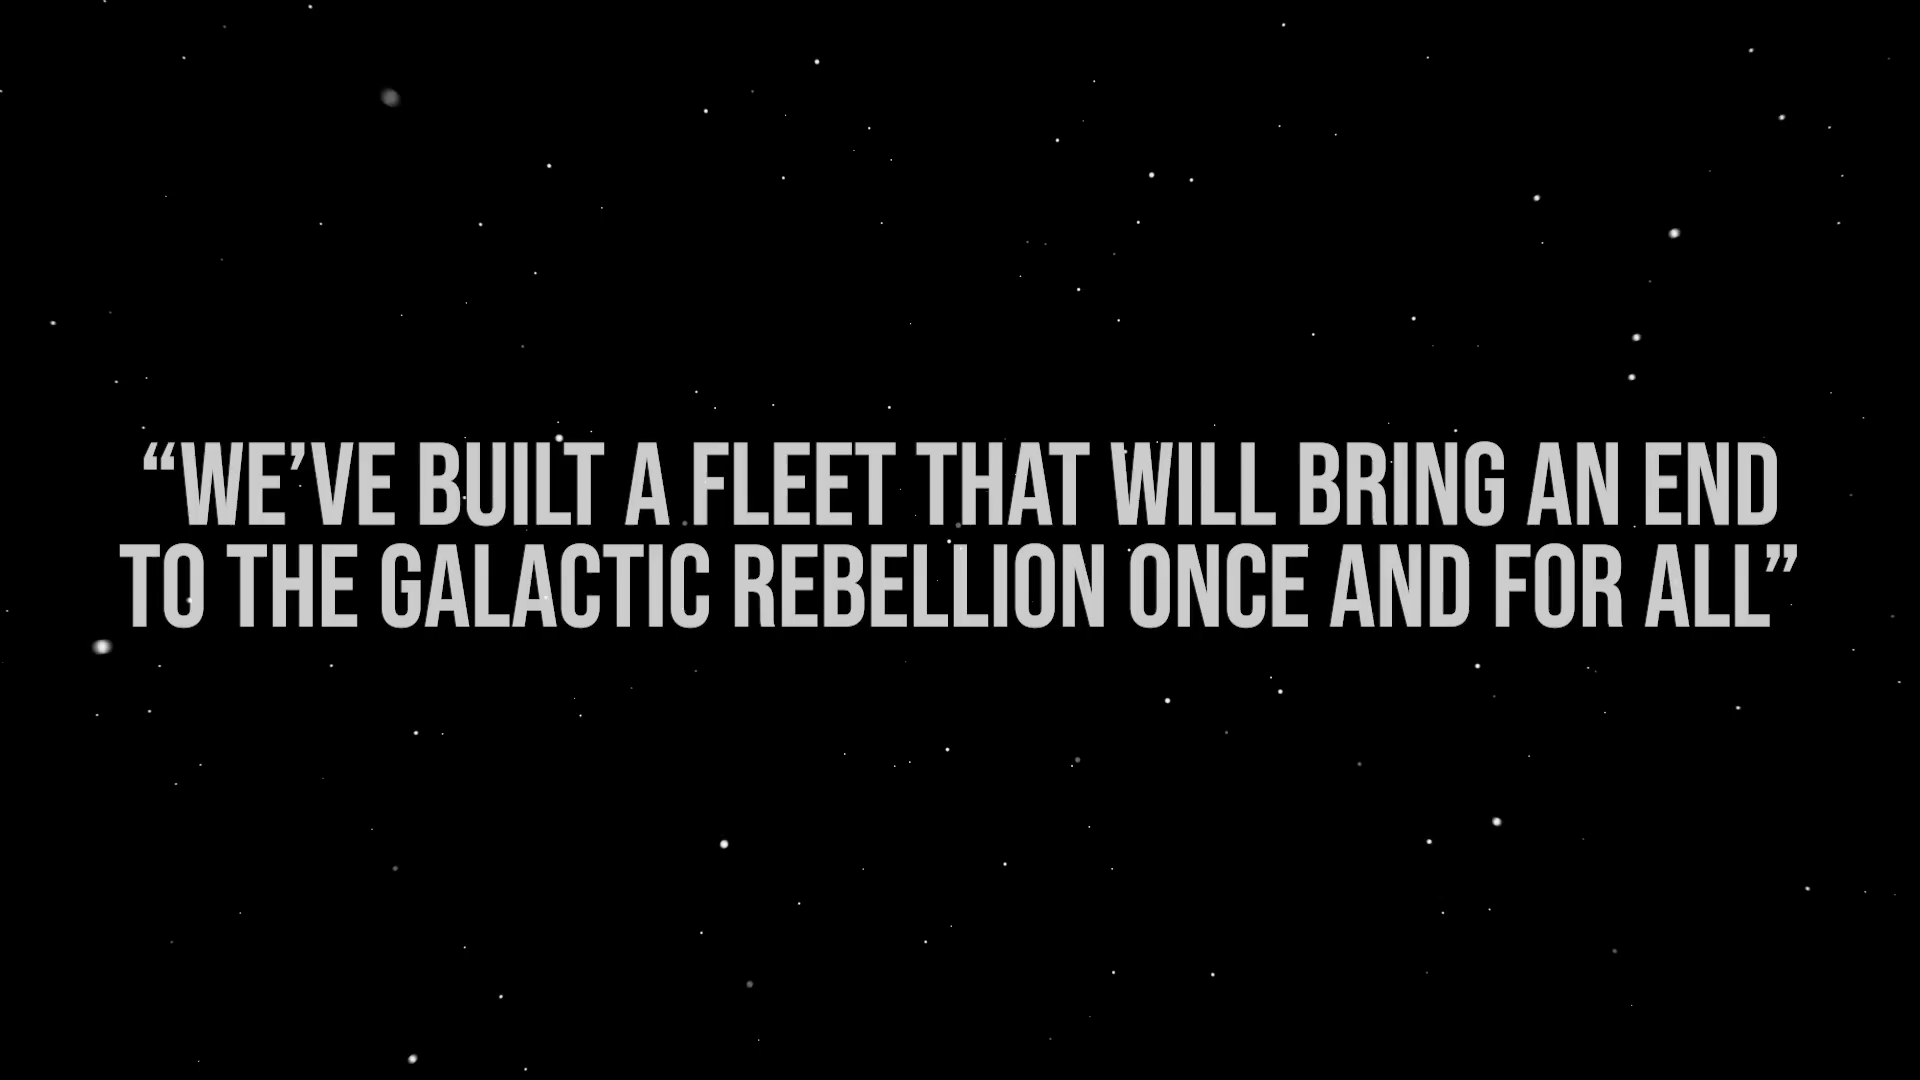 “WE’VE BUILT A FLEET THAT WILL BRING AN END
TO THE GALACTIC REBELLION ONCE AND FOR ALL”